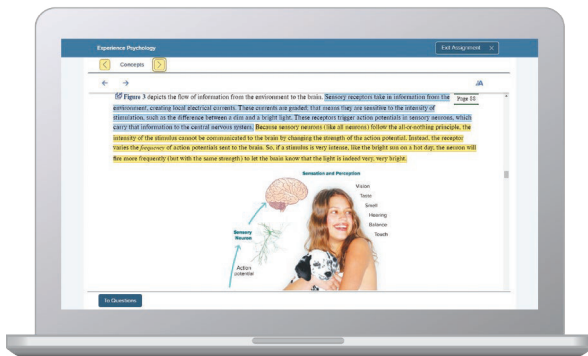 Experience Psychology
Exit Assignment X
Concepts
Figure 3 depicts the flow of information from the environment to the brain. Sensory receptors take in information from the
Page 88
environment, creating local electrical currents. These currents are graded; that means they are sensitive to the intensity of
stimulation, such as the difference between a dim and a bright light. These receptors trigger action potentials in sensory neurons, which
carry that information to the central nervous system. Because sensory neurons (like all neurons) follow the all-or-nothing principle, the
intensity of the stimulus cannot be communicated to the brain by changing the strength of the action potential. Instead, the receptor
varies the frequency of action potentials sent to the brain. So, if a stimulus is very intense, like the bright sun on a hot day, the neuron will
fire more frequently (but with the same strength) to let the brain know that the light is indeed very, very bright.
Sensation and Perception
Vision
Taste
Smell
Hearing
Balance
Touch
Sensory
Neuron
Action
potential
To Questions